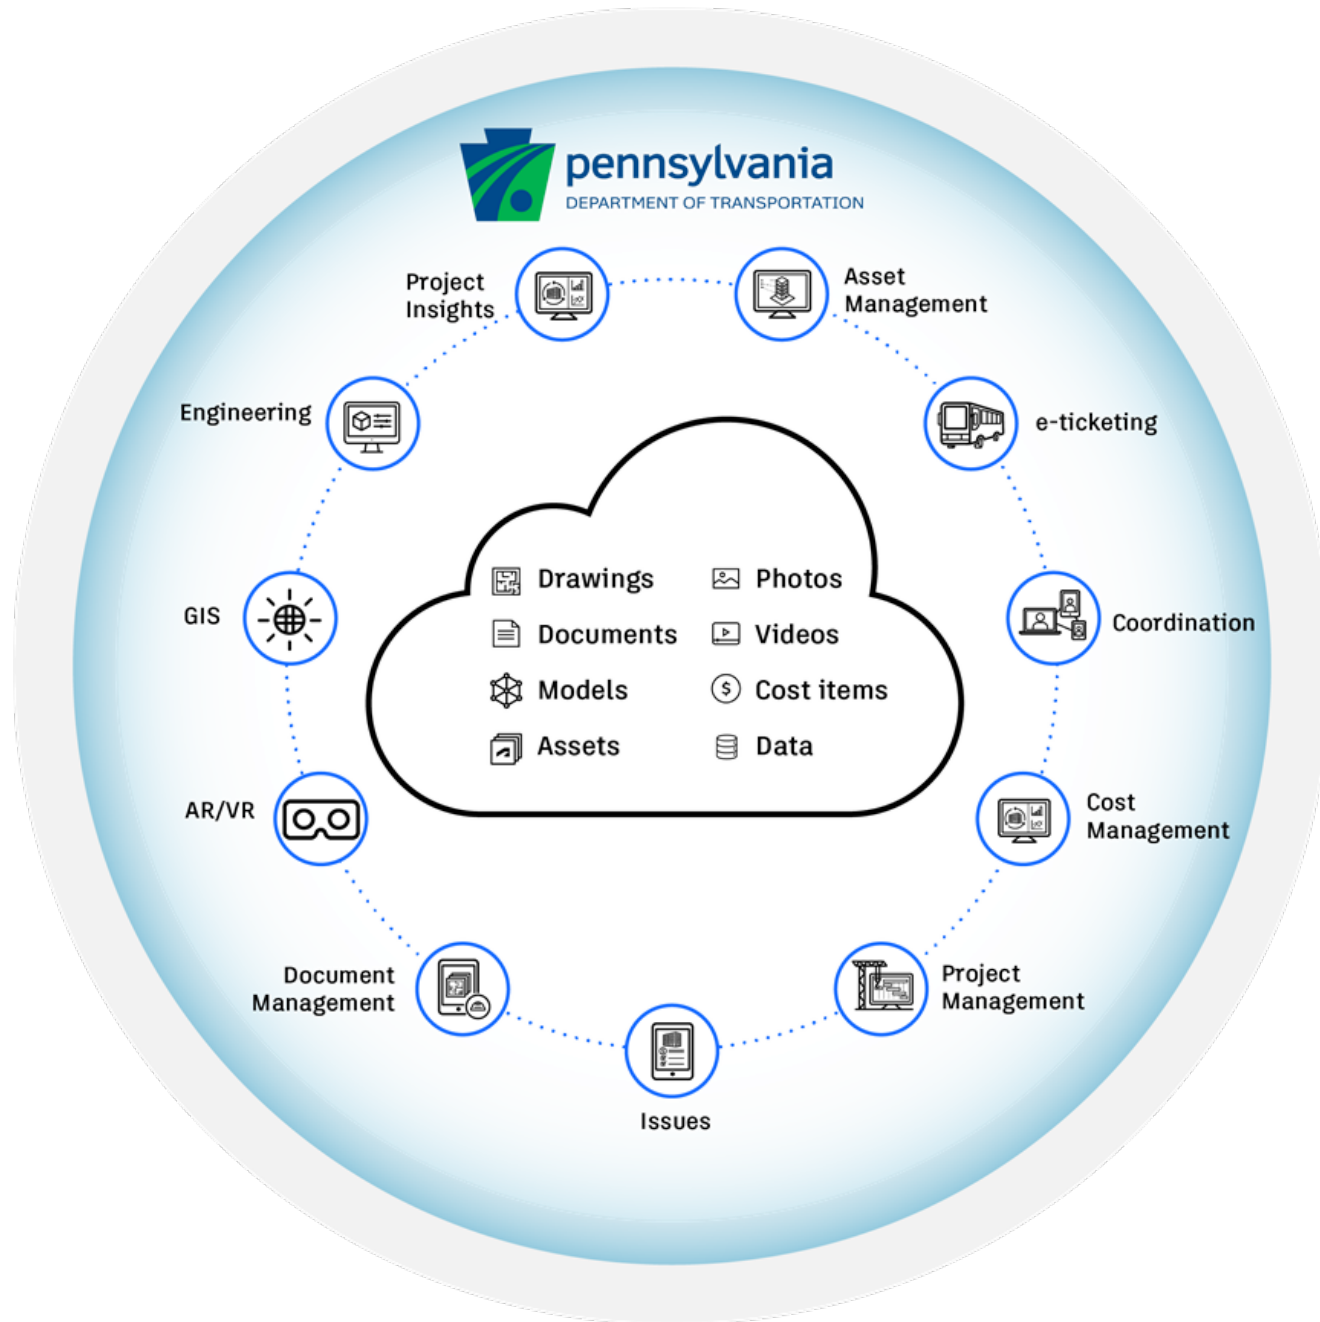 pennsylvania
DEPARTMENT OF TRANSPORTATION
Project
Insights
Asset
Management
Engineering
e-ticketing
GIS
Coordination
AR/VR
Cost
Management
Document
Management
Project
Management
Issues
Drawings
Documents
Models
Assets
Photos
Videos
$ Cost items
Data